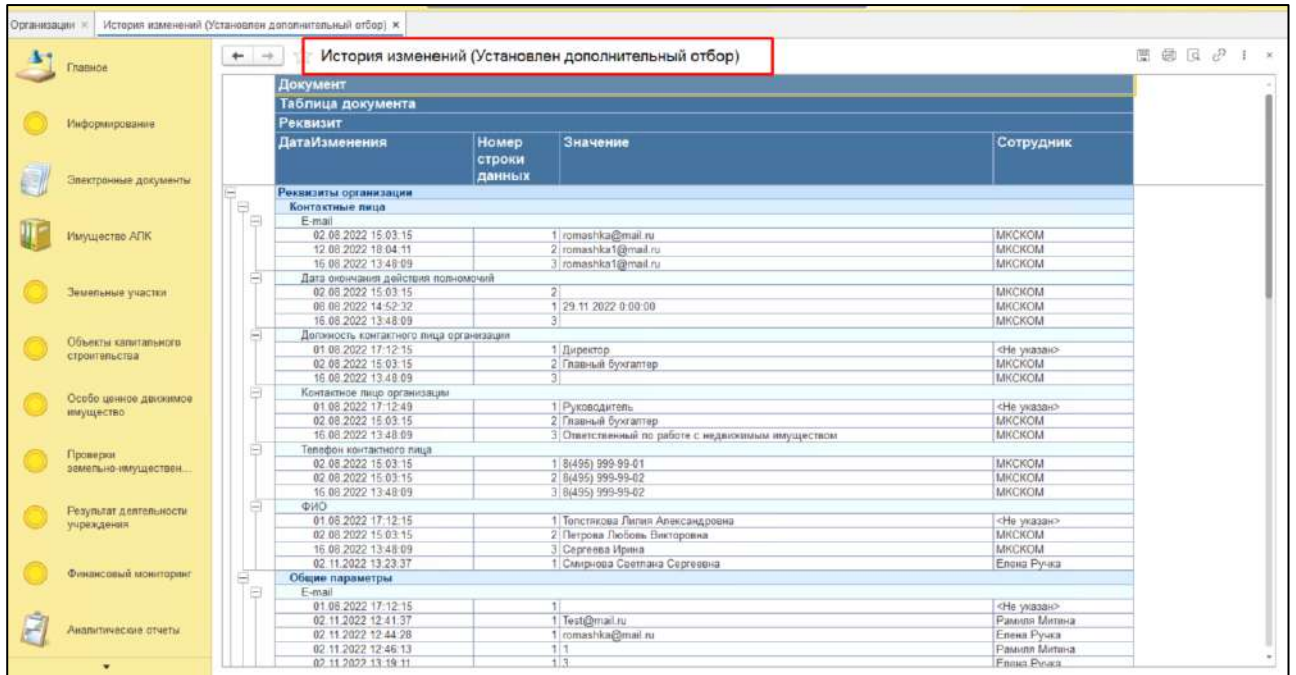 Организации × История изменений (Установлен дополнительный отбор) ×
История изменений (Установлен дополнительный отбор)
Главное
Информирование
Электронные документы
Имущество АПК
Земельные участки
Объекты капитального
строительства
Особо ценное движимое
имущество
Проверки
земельно-имуществен...
Результат деятельности
учреждения
Финансовый мониторинг
Аналитические отчеты
Документ
Таблица документа
Реквизит
ДатаИзменения Номер строки данных Значение Сотрудник
Реквизиты организации
Контактные лица
E-mail
02.08.2022 15:03:15 1 romashka@mail.ru МКСКОМ
12.08.2022 18:04:11 2 romashka1@mail.ru МКСКОМ
16.08.2022 13:48:09 3 romashka1@mail.ru МКСКОМ
Дата окончания действия полномочий
02.08.2022 15:03:15 2 МКСКОМ
08.08.2022 14:52:32 1 29.11.2022 0:00:00 МКСКОМ
16.08.2022 13:48:09 3 МКСКОМ
Должность контактного лица организации
01.08.2022 17:12:15 1 Директор <Не указан>
02.08.2022 15:03:15 2 Главный бухгалтер МКСКОМ
16.08.2022 13:48:09 3 МКСКОМ
Контактное лицо организации
01.08.2022 17:12:49 1 Руководитель <Не указан>
02.08.2022 15:03:15 2 Главный бухгалтер МКСКОМ
16.08.2022 13:48:09 3 Ответственный по работе с недвижимым имуществом МКСКОМ
Телефон контактного лица
02.08.2022 15:03:15 1 8(495) 999-99-01 МКСКОМ
02.08.2022 15:03:15 2 8(495) 999-99-02 МКСКОМ
16.08.2022 13:48:09 3 8(495) 999-99-02 МКСКОМ
ФИО
01.08.2022 17:12:15 1 Толстякова Лилия Александровна <Не указан>
02.08.2022 15:03:15 2 Петрова Любовь Викторовна МКСКОМ
16.08.2022 13:48:09 3 Сергеева Ирина МКСКОМ
02.11.2022 13:23:37 1 Смирнова Светлана Сергеевна Елена Ручка
Общие параметры
E-mail
01.08.2022 17:12:15 1 <Не указан>
02.11.2022 12:41:37 1 Test@mail.ru Рамиля Митина
02.11.2022 12:44:28 1 romashka@mail.ru Елена Ручка
02.11.2022 12:46:13 1 1 Рамиля Митина
02.11.2022 13:19:11 1 3 Елена Ручка